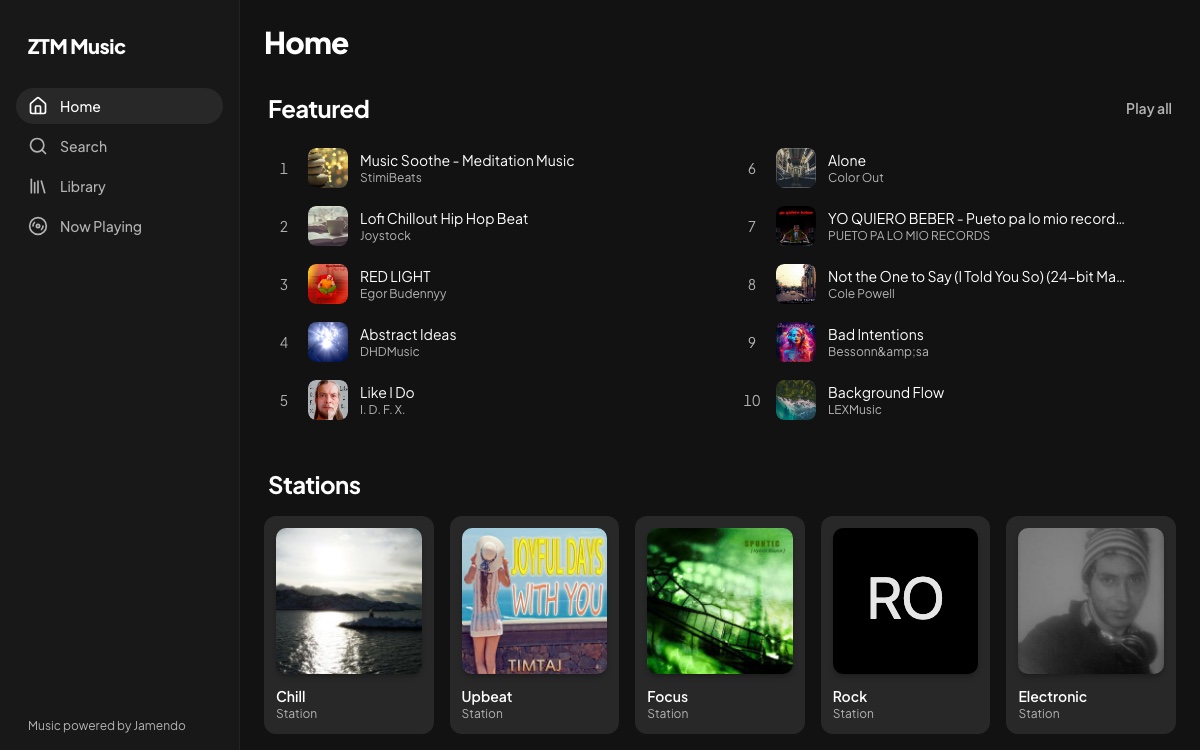 ZTM Music
Home
Search
Library
Now Playing
Music powered by Jamendo
Home
Featured
Play all
1
Music Soothe - Meditation Music
StimiBeats
2
Lofi Chillout Hip Hop Beat
Joystock
3
RED LIGHT
Egor Budennyy
4
Abstract Ideas
DHDMusic
5
Like I Do
I. D. F. X.
6
Alone
Color Out
7
YO QUIERO BEBER - Pueto pa lo mio record...
PUETO PA LO MIO RECORDS
8
Not the One to Say (I Told You So) (24-bit Ma...
Cole Powell
9
Bad Intentions
Bessonn&amp;sa
10
Background Flow
LEXMusic
Stations
Chill
Station
JOYFUL DAYS
WITH YOU
TIMTAJ
Upbeat
Station
Focus
Station
RO
Rock
Station
Electronic
Station